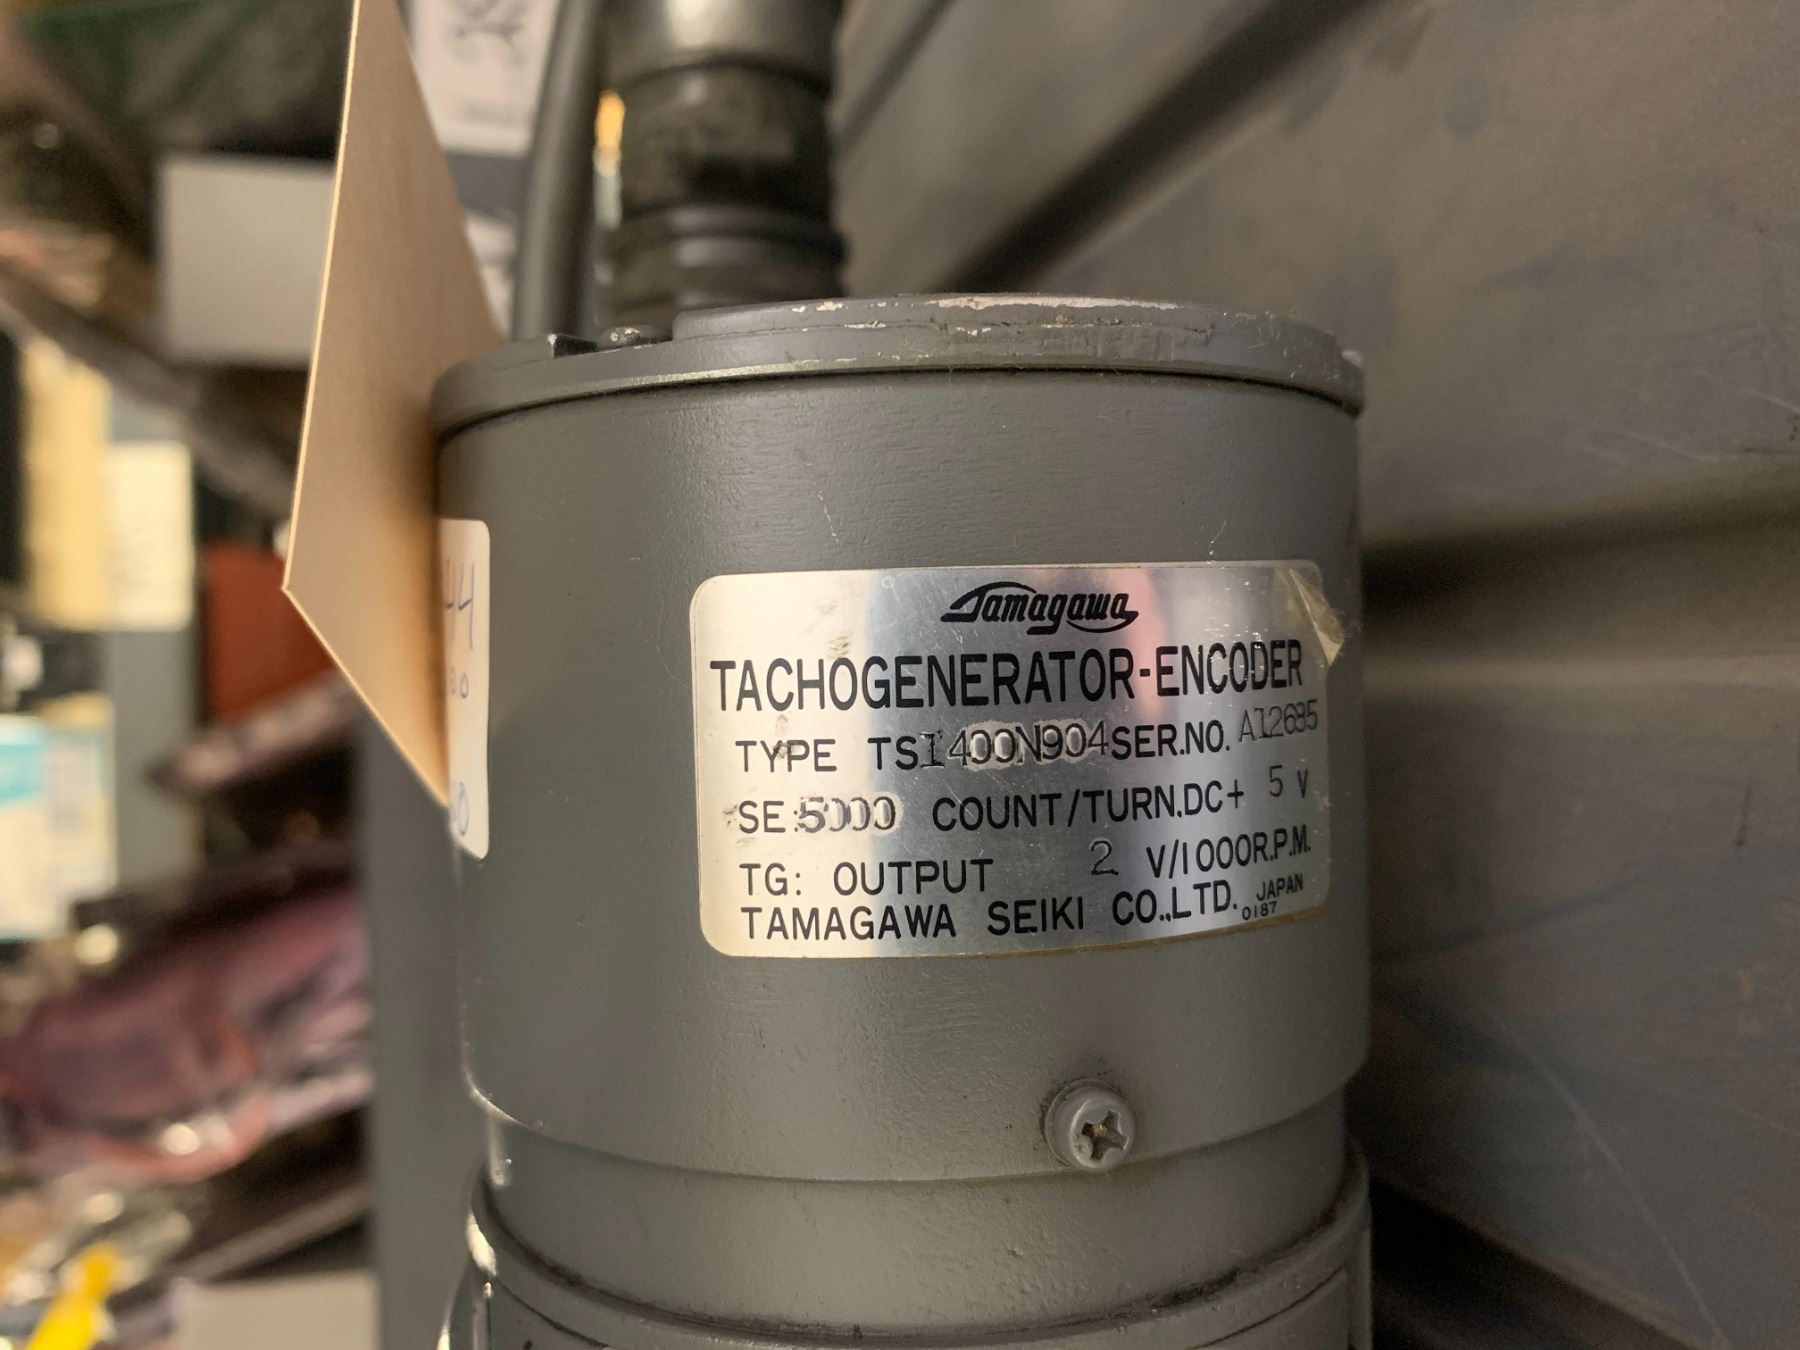 Tamagawa
TACHOGENERATOR-ENCODER
TYPE TS1400N904 SER.NO. A12685
SE:5000 COUNT/TURN.DC+ 5 V
TG: OUTPUT 2 V/1000R.P.M.
TAMAGAWA SEIKI CO.,LTD. JAPAN
0187